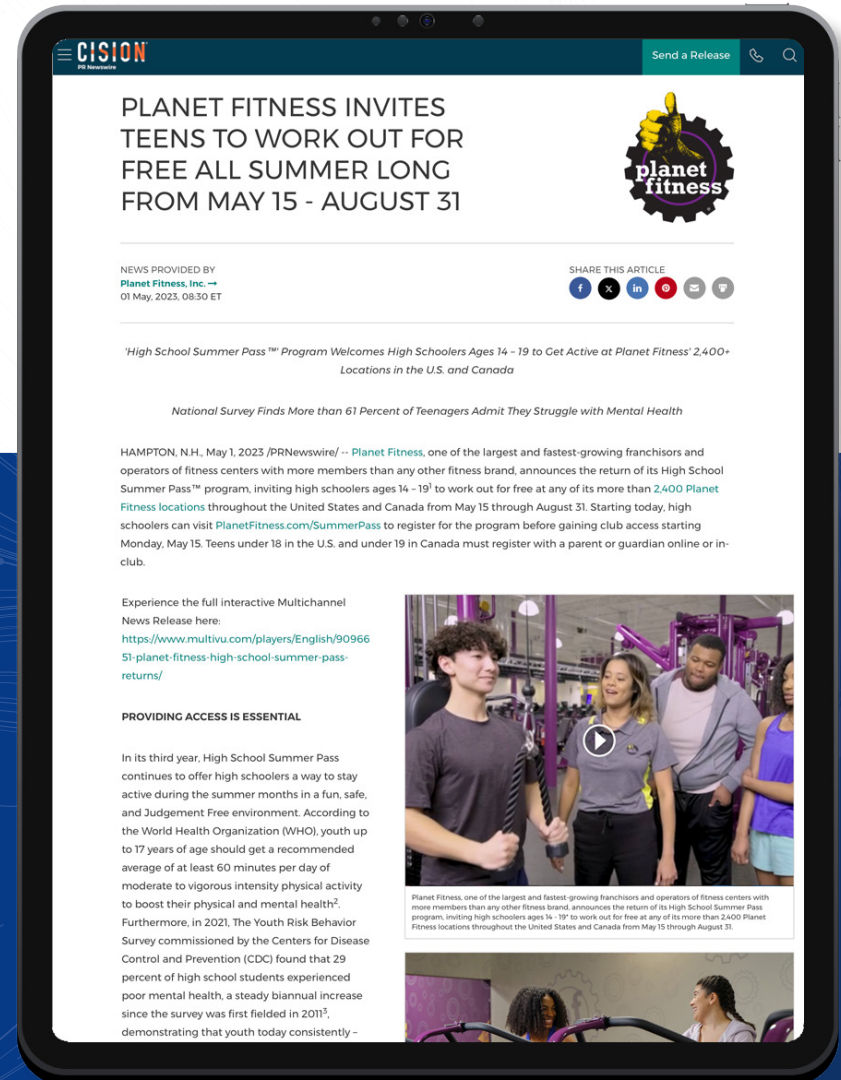 CISION
PR Newswire
Send a Release
PLANET FITNESS INVITES
TEENS TO WORK OUT FOR
FREE ALL SUMMER LONG
FROM MAY 15 - AUGUST 31
planet
fitness
NEWS PROVIDED BY
Planet Fitness, Inc. →
01 May, 2023, 08:30 ET
SHARE THIS ARTICLE
'High School Summer Pass ™' Program Welcomes High Schoolers Ages 14 – 19 to Get Active at Planet Fitness' 2,400+
Locations in the U.S. and Canada
National Survey Finds More than 61 Percent of Teenagers Admit They Struggle with Mental Health
HAMPTON, N.H., May 1, 2023 /PRNewswire/ -- Planet Fitness, one of the largest and fastest-growing franchisors and
operators of fitness centers with more members than any other fitness brand, announces the return of its High School
Summer Pass™ program, inviting high schoolers ages 14 – 19¹ to work out for free at any of its more than 2,400 Planet
Fitness locations throughout the United States and Canada from May 15 through August 31. Starting today, high
schoolers can visit PlanetFitness.com/SummerPass to register for the program before gaining club access starting
Monday, May 15. Teens under 18 in the U.S. and under 19 in Canada must register with a parent or guardian online or in-
club.
Experience the full interactive Multichannel
News Release here:
https://www.multivu.com/players/English/90966
51-planet-fitness-high-school-summer-pass-
returns/
PROVIDING ACCESS IS ESSENTIAL
In its third year, High School Summer Pass
continues to offer high schoolers a way to stay
active during the summer months in a fun, safe,
and Judgement Free environment. According to
the World Health Organization (WHO), youth up
to 17 years of age should get a recommended
average of at least 60 minutes per day of
moderate to vigorous intensity physical activity
to boost their physical and mental health².
Furthermore, in 2021, The Youth Risk Behavior
Survey commissioned by the Centers for Disease
Control and Prevention (CDC) found that 29
percent of high school students experienced
poor mental health, a steady biannual increase
since the survey was first fielded in 2011³,
demonstrating that youth today consistently –
Planet Fitness, one of the largest and fastest-growing franchisors and operators of fitness centers with
more members than any other fitness brand, announces the return of its High School Summer Pass
program, inviting high schoolers ages 14 - 19* to work out for free at any of its more than 2,400 Planet
Fitness locations throughout the United States and Canada from May 15 through August 31.